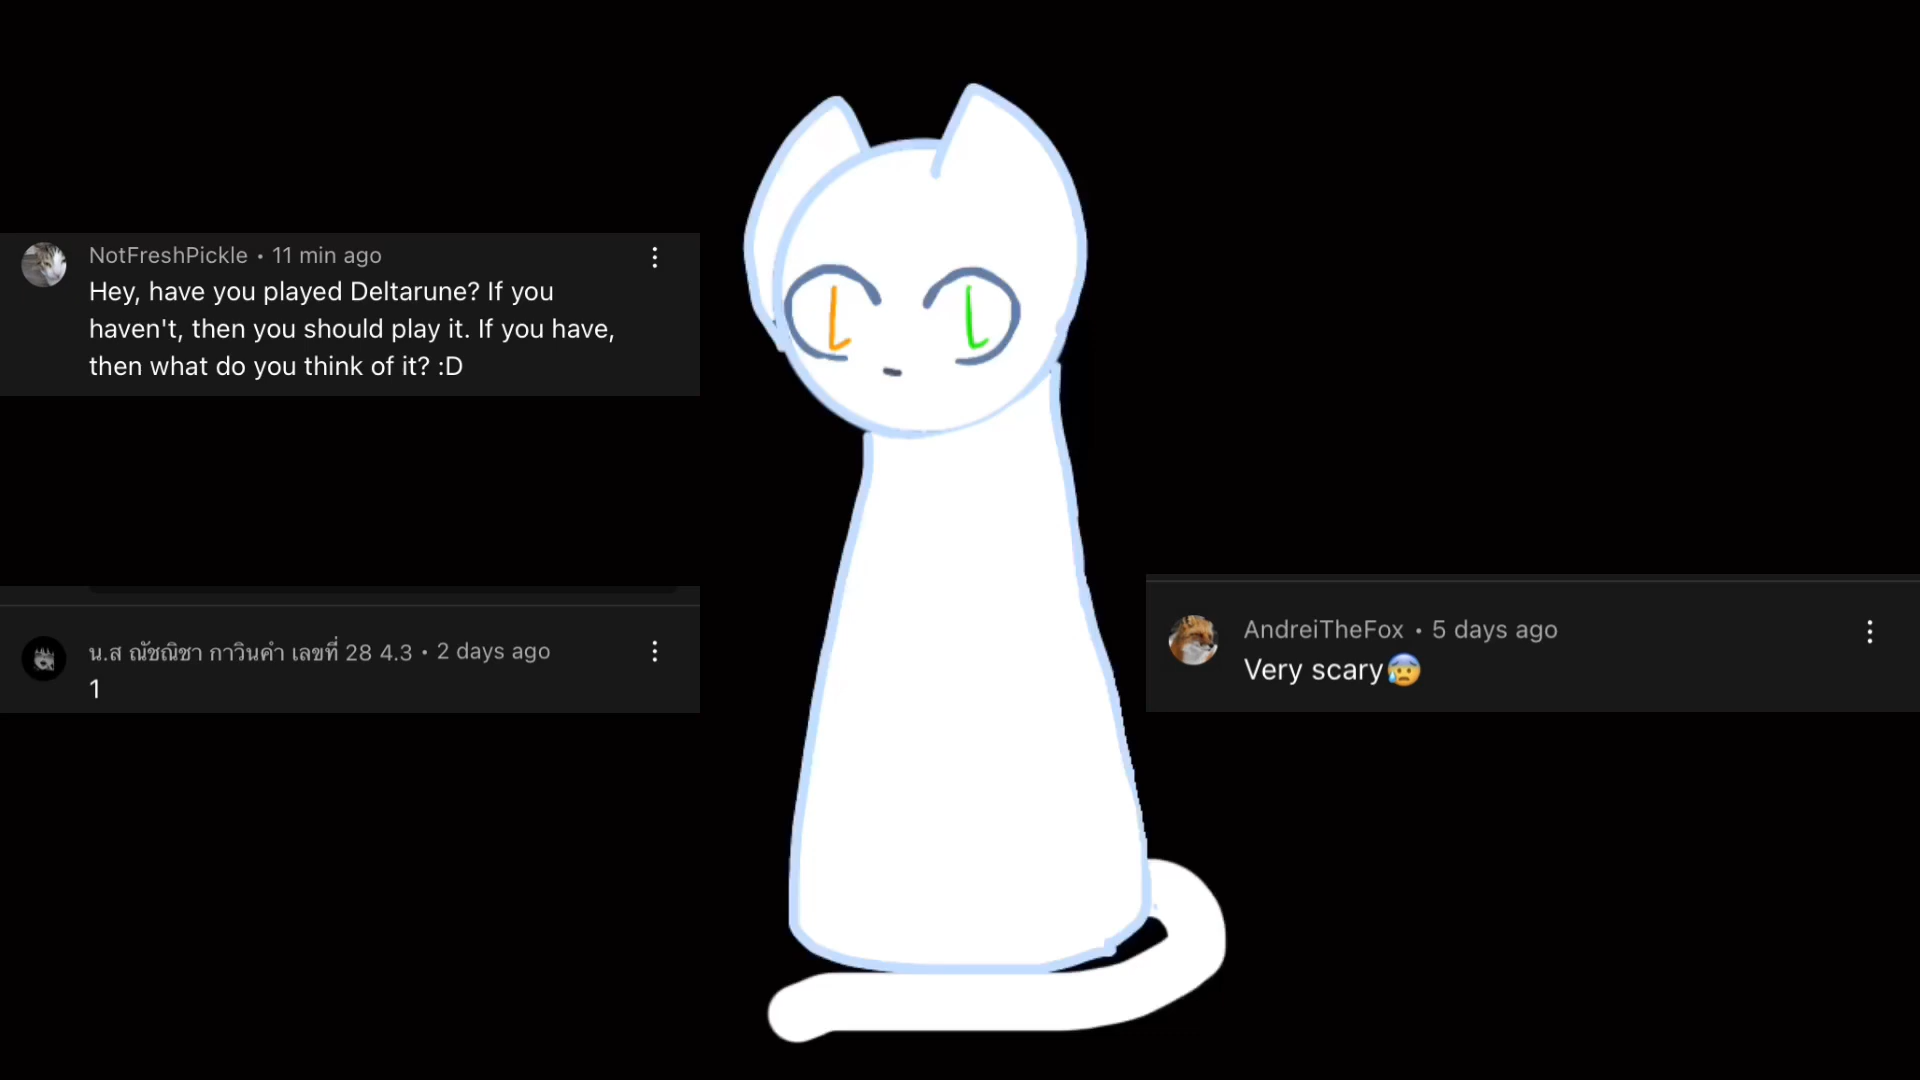 NotFreshPickle • 11 min ago
Hey, have you played Deltarune? If you
haven't, then you should play it. If you have,
then what do you think of it? :D
น.ส ณัชณิชา กาวินคำ เลขที่ 28 4.3 • 2 days ago
1
AndreiTheFox • 5 days ago
Very scary😰